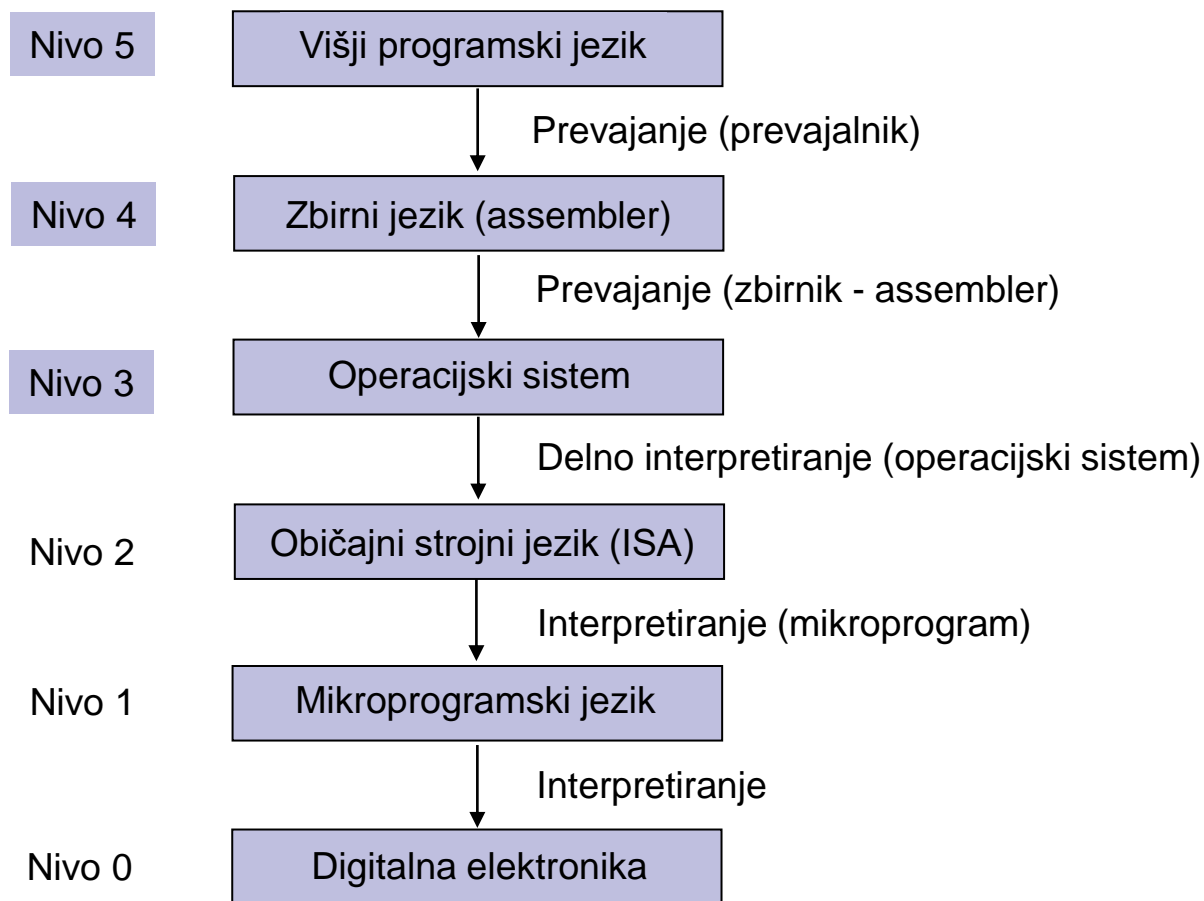 Nivo 5 Višji programski jezik
Prevajanje (prevajalnik)
Nivo 4 Zbirni jezik (assembler)
Prevajanje (zbirnik - assembler)
Nivo 3 Operacijski sistem
Delno interpretiranje (operacijski sistem)
Nivo 2 Običajni strojni jezik (ISA)
Interpretiranje (mikroprogram)
Nivo 1 Mikroprogramski jezik
Interpretiranje
Nivo 0 Digitalna elektronika